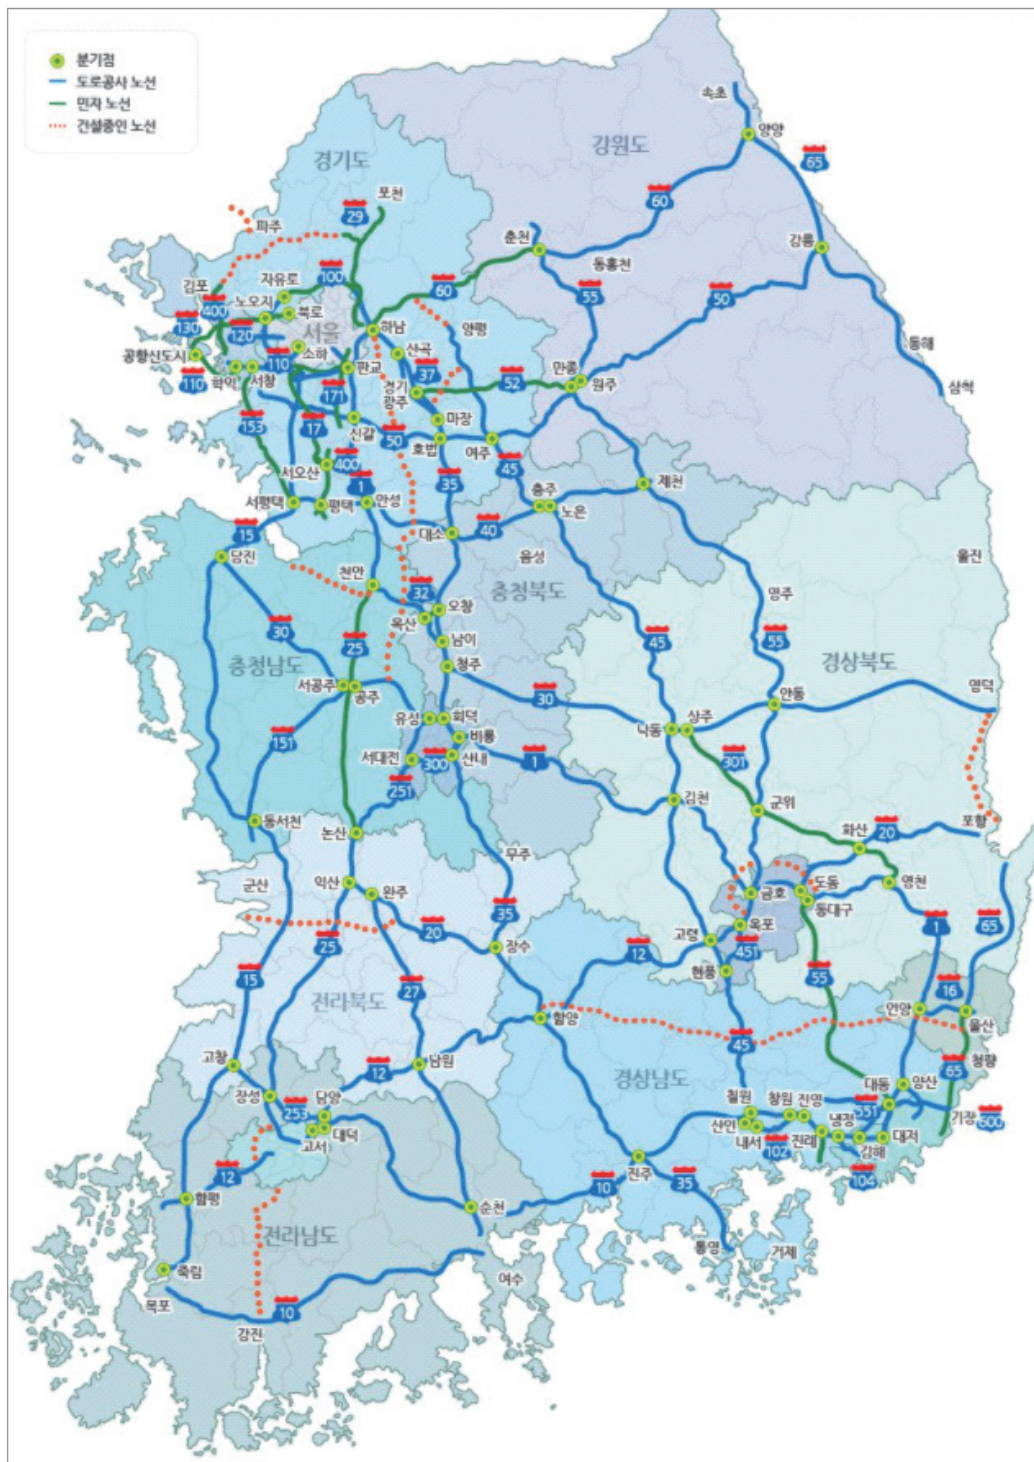 분기점
도로공사 노선
민자 노선
건설중인 노선
속초
양양
65
강원도
경기도
포천
29
60
파주
춘천
강릉
동홍천
100
자유로
김포
60
55
50
400
노오지
북로
130
120
서울
하남
양평
동해
소하
산곡
공항신도시
110
37
만종
110
학익
서창
판교
52
원주
171
경기
광주
삼척
153
17
신갈
마장
50
호법
여주
45
서오산
400
제천
35
1
충주
서평택
평택
안성
노은
15
대소
40
당진
음성
울진
천안
32
오창
충청북도
영주
옥산
30
남이
45
55
25
충청남도
청주
경상북도
서공주
공주
30
영덕
안동
유성
회덕
낙동
상주
151
비룡
서대전
300
산내
1
301
251
김천
군위
동서천
포항
논산
화산
20
무주
군산
익산
완주
금호
도동
영천
동대구
35
20
옥포
1
65
25
고령
451
장수
12
현풍
15
55
27
16
전라북도
언양
함양
울산
45
고창
남원
청량
12
경상남도
65
장성
담양
대동
양산
253
칠원
창원
진영
551
대덕
산인
냉정
기장
600
고서
내서
102
진례
김해
대저
12
진주
104
함평
10
35
순천
전라남도
통영
거제
죽림
여수
목포
10
강진